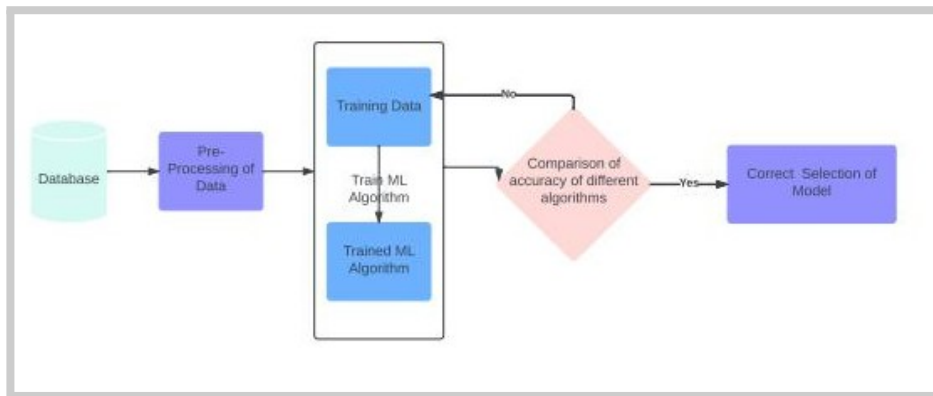 Database
Pre-
Processing of
Data
Training Data
Train ML
Algorithm
Trained ML
Algorithm
No
Comparison of
accuracy of different
algorithms
Yes
Correct Selection of
Model